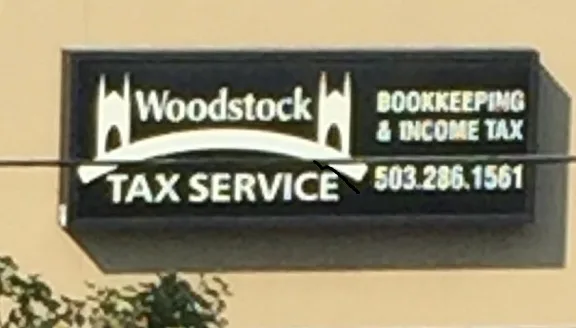 Woodstock
TAX SERVICE
BOOKKEEPING
& INCOME TAX
503.286.1561